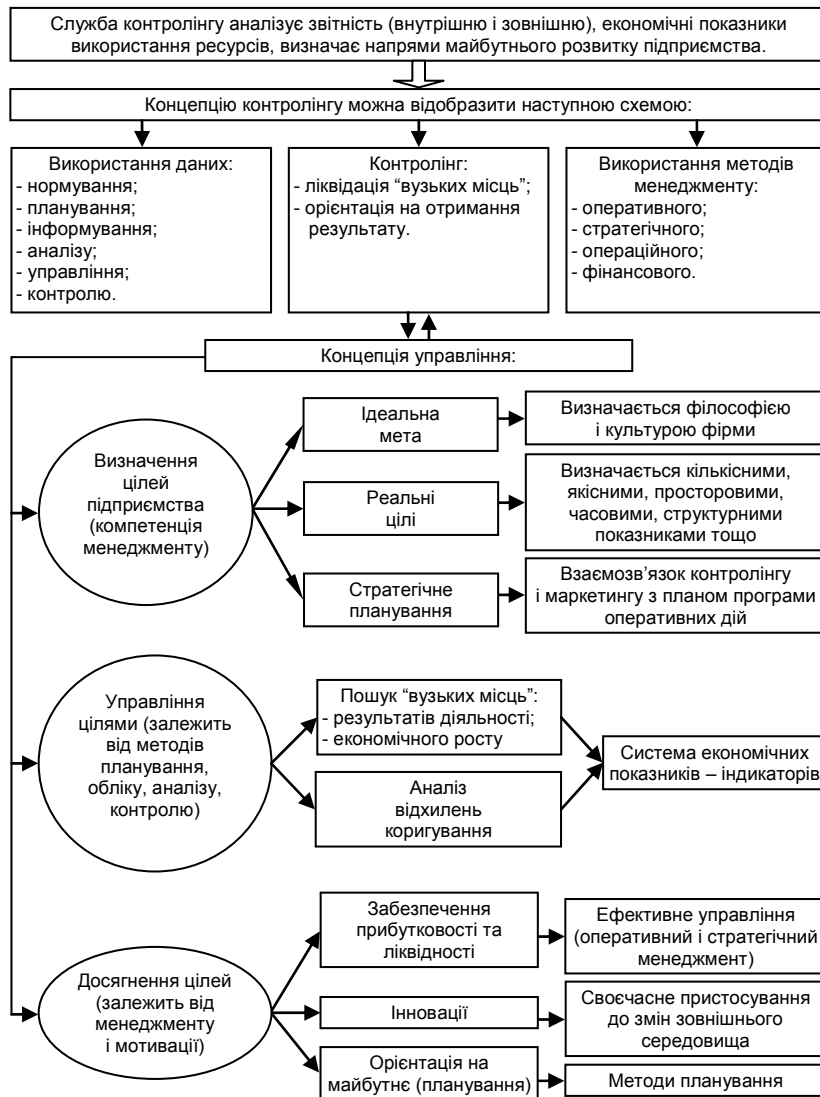 Служба контролінгу аналізує звітність (внутрішню і зовнішню), економічні показники
використання ресурсів, визначає напрями майбутнього розвитку підприємства.
Концепцію контролінгу можна відобразити наступною схемою:
Використання даних:
- нормування;
- планування;
- інформування;
- аналізу;
- управління;
- контролю.
Контролінг:
- ліквідація “вузьких місць”;
- орієнтація на отримання
результату.
Використання методів
менеджменту:
- оперативного;
- стратегічного;
- операційного;
- фінансового.
Концепція управління:
Визначення
цілей
підприємства
(компетенція
менеджменту)
Ідеальна
мета
Визначається філософією
і культурою фірми
Реальні
цілі
Визначається кількісними,
якісними, просторовими,
часовими, структурними
показниками тощо
Стратегічне
планування
Взаємозв’язок контролінгу
і маркетингу з планом програми
оперативних дій
Управління
цілями (залежить
від методів
планування,
обліку, аналізу,
контролю)
Пошук “вузьких місць”:
- результатів діяльності;
- економічного росту
Аналіз
відхилень
коригування
Система економічних
показників – індикаторів
Досягнення цілей
(залежить від
менеджменту
і мотивації)
Забезпечення
прибутковості та
ліквідності
Ефективне управління
(оперативний і стратегічний
менеджмент)
Інновації
Своєчасне пристосування
до змін зовнішнього
середовища
Орієнтація на
майбутнє (планування)
Методи планування